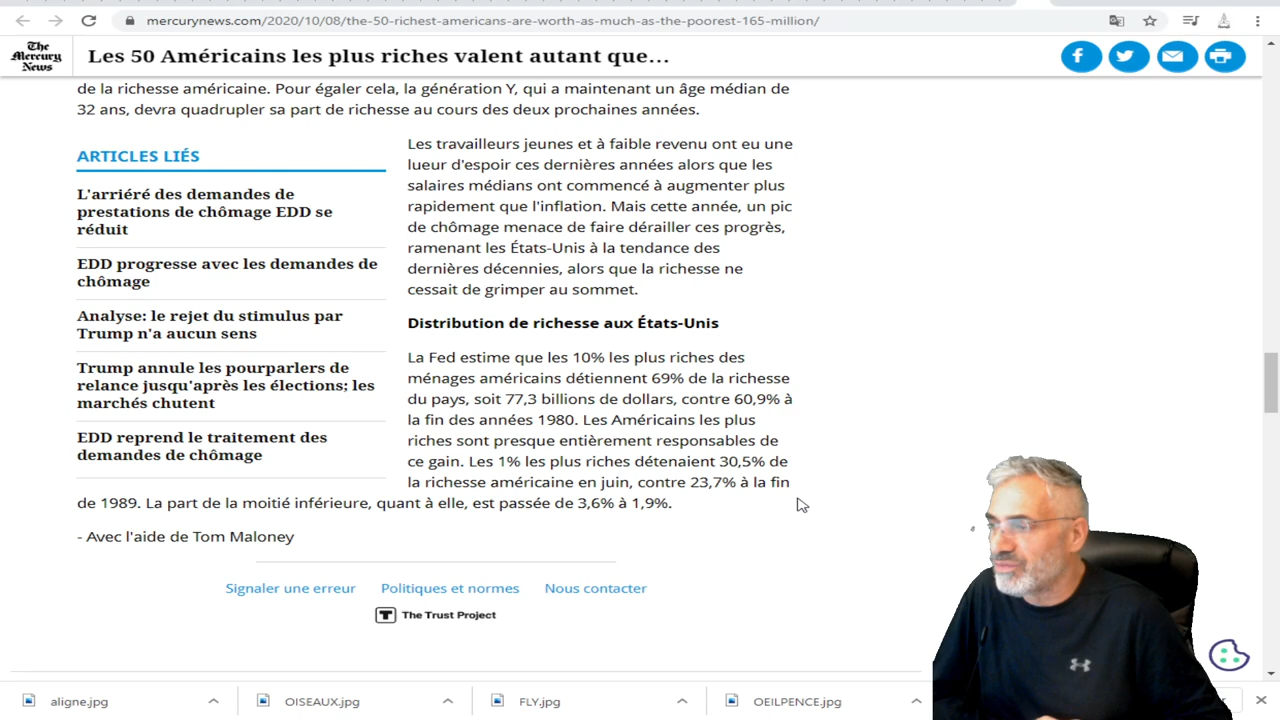 mercurynews.com/2020/10/08/the-50-richest-americans-are-worth-as-much-as-the-poorest-165-million/
The
Mercury
News
Les 50 Américains les plus riches valent autant que...
de la richesse américaine. Pour égaler cela, la génération Y, qui a maintenant un âge médian de
32 ans, devra quadrupler sa part de richesse au cours des deux prochaines années.
ARTICLES LIÉS
L'arriéré des demandes de
prestations de chômage EDD se
réduit
EDD progresse avec les demandes de
chômage
Analyse: le rejet du stimulus par
Trump n'a aucun sens
Trump annule les pourparlers de
relance jusqu'après les élections; les
marchés chutent
EDD reprend le traitement des
demandes de chômage
Les travailleurs jeunes et à faible revenu ont eu une
lueur d'espoir ces dernières années alors que les
salaires médians ont commencé à augmenter plus
rapidement que l'inflation. Mais cette année, un pic
de chômage menace de faire dérailler ces progrès,
ramenant les États-Unis à la tendance des
dernières décennies, alors que la richesse ne
cessait de grimper au sommet.
Distribution de richesse aux États-Unis
La Fed estime que les 10% les plus riches des
ménages américains détiennent 69% de la richesse
du pays, soit 77,3 billions de dollars, contre 60,9% à
la fin des années 1980. Les Américains les plus
riches sont presque entièrement responsables de
ce gain. Les 1% les plus riches détenaient 30,5% de
la richesse américaine en juin, contre 23,7% à la fin
de 1989. La part de la moitié inférieure, quant à elle, est passée de 3,6% à 1,9%.
- Avec l'aide de Tom Maloney
Signaler une erreur
Politiques et normes
Nous contacter
T The Trust Project
aligne.jpg
OISEAUX.jpg
FLY.jpg
OEILPENCE.jpg